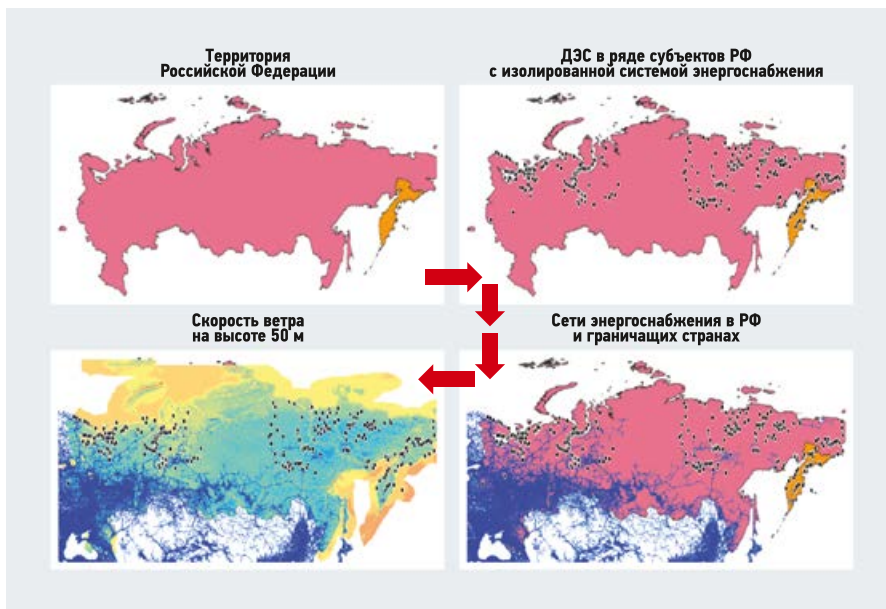 Территория
Российской Федерации
ДЭС в ряде субъектов РФ
с изолированной системой энергоснабжения
Скорость ветра
на высоте 50 м
Сети энергоснабжения в РФ
и граничащих странах